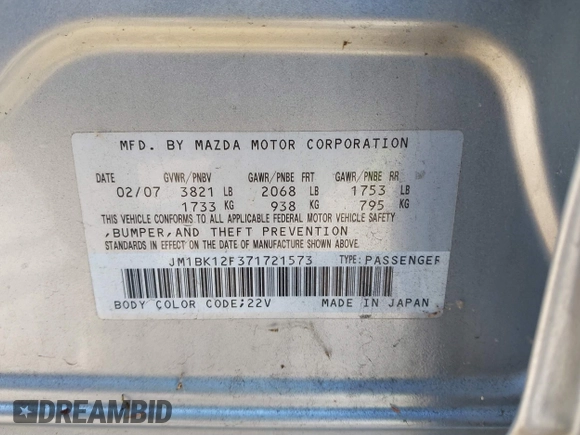 MFD. BY MAZDA MOTOR CORPORATION
DATE GVWR/PNBV GAWR/PNBE FRT GAWR/PNBE RR
02/07 3821 LB 2068 LB 1753 LB
1733 KG 938 KG 795 KG
THIS VEHICLE CONFORMS TO ALL APPLICABLE FEDERAL MOTOR VEHICLE SAFETY
,BUMPER,AND THEFT PREVENTION
STANDARDS IN EFFECT ON THE DATE OF MANUFACTURE SHOWN ABOVE.
JM1BK12F371721573 TYPE:PASSENGER
BODY COLOR CODE;22V MADE IN JAPAN
DREAMBID